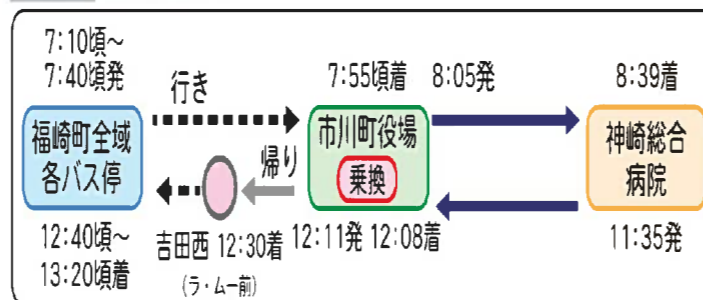 7:10頃～
7:40頃発
行き
7:55頃着 8:05発
8:39着
福崎町全域
各バス停
市川町役場
乗換
神崎総合
病院
帰り
12:40頃～
13:20頃着
吉田西 12:30着
(ラ・ムー前)
12:11発 12:08着
11:35発